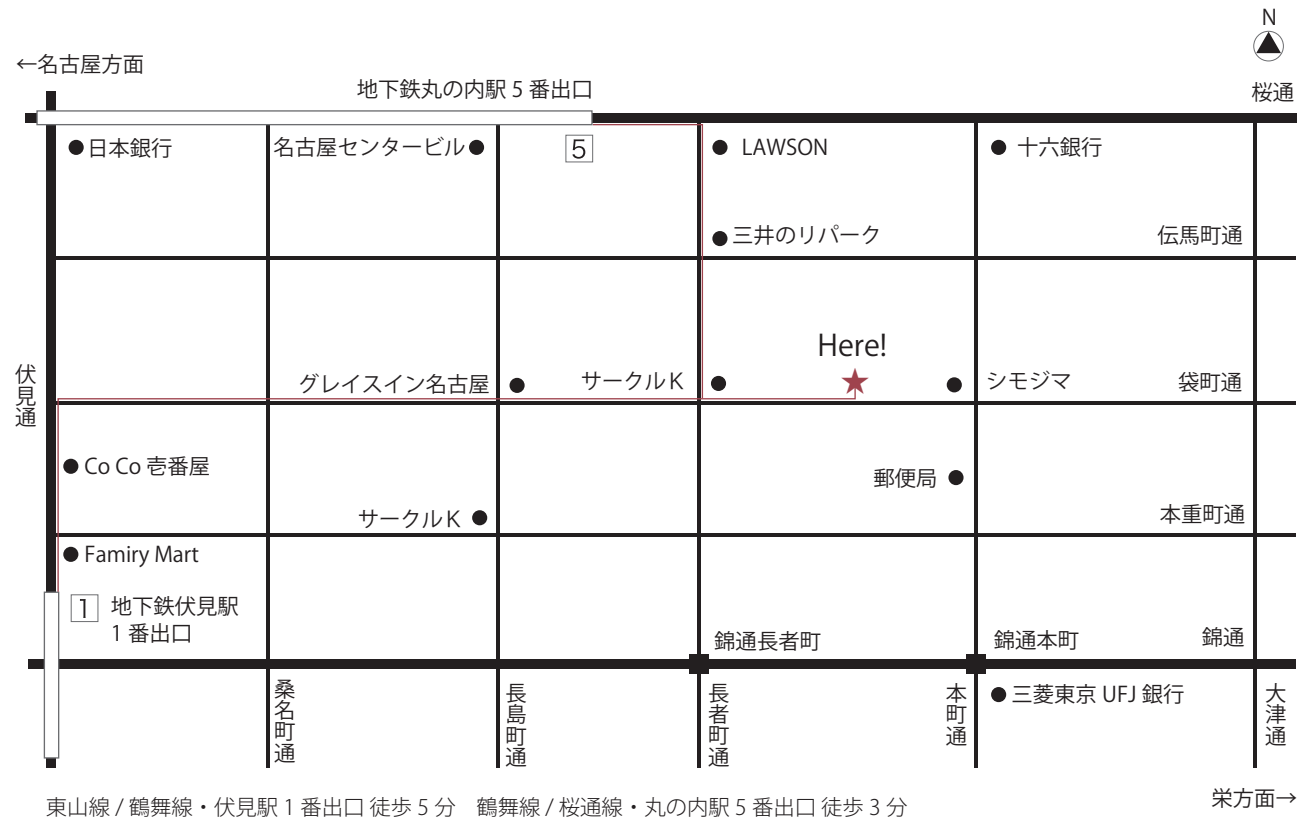 N
←名古屋方面
地下鉄丸の内駅 5 番出口
桜通
日本銀行
名古屋センタービル
5
LAWSON
十六銀行
三井のリパーク
伝馬町通
Here!
伏見通
グレイスイン名古屋
サークルK
シモジマ
袋町通
Co Co 壱番屋
郵便局
サークルK
本重町通
Famiry Mart
1
地下鉄伏見駅
1 番出口
錦通長者町
錦通本町
錦通
桑名町通
長島町通
長者町通
本町通
三菱東京 UFJ 銀行
大津通
東山線 / 鶴舞線・伏見駅 1 番出口 徒歩 5 分　鶴舞線 / 桜通線・丸の内駅 5 番出口 徒歩 3 分
栄方面→